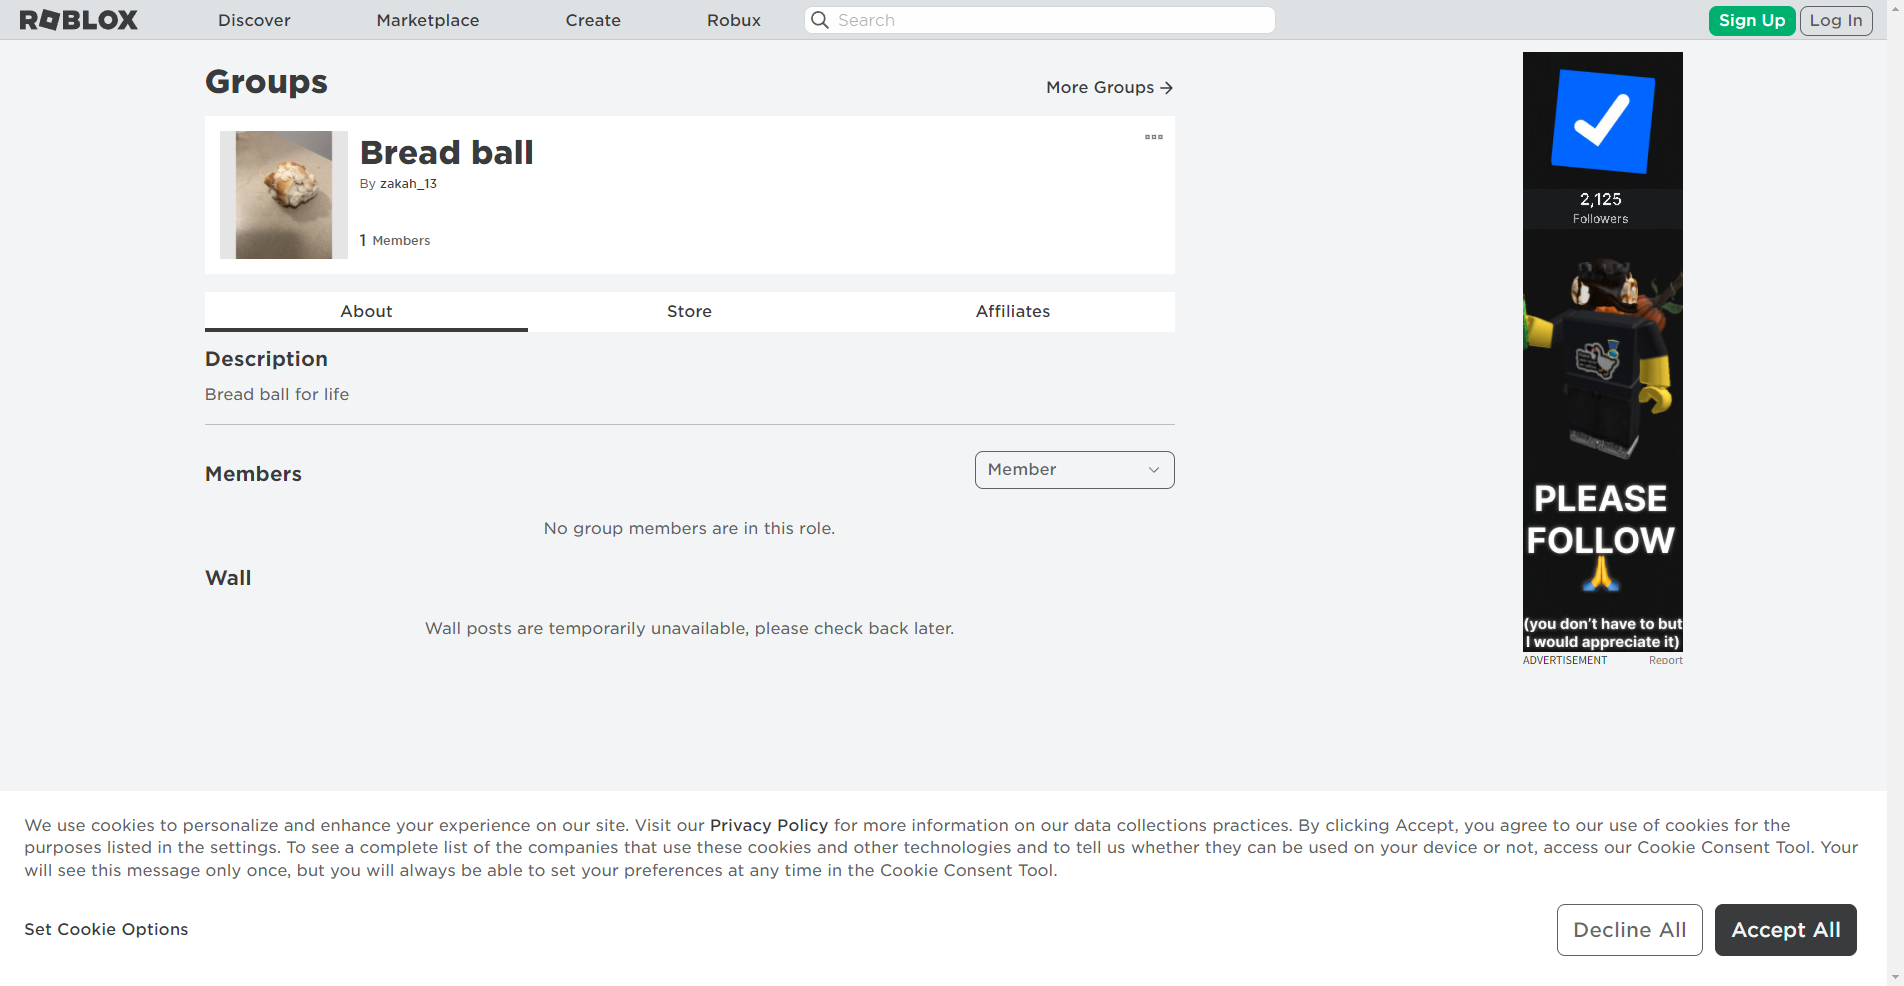 ROBLOX
Discover
Marketplace
Create
Robux
Search
Sign Up
Log In
Groups
More Groups →
Bread ball
By zakah_13
1 Members
About
Store
Affiliates
Description
Bread ball for life
Members
Member
No group members are in this role.
Wall
Wall posts are temporarily unavailable, please check back later.
2,125
Followers
PLEASE
FOLLOW
🙏
(you don't have to but
I would appreciate it)
ADVERTISEMENT
Report
We use cookies to personalize and enhance your experience on our site. Visit our Privacy Policy for more information on our data collections practices. By clicking Accept, you agree to our use of cookies for the
purposes listed in the settings. To see a complete list of the companies that use these cookies and other technologies and to tell us whether they can be used on your device or not, access our Cookie Consent Tool. Your
will see this message only once, but you will always be able to set your preferences at any time in the Cookie Consent Tool.
Set Cookie Options
Decline All
Accept All